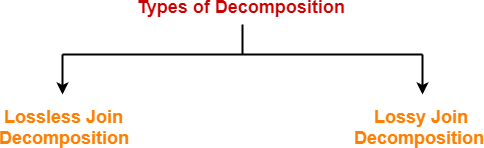 Types of Decomposition
Lossless Join
Decomposition
Lossy Join
Decomposition